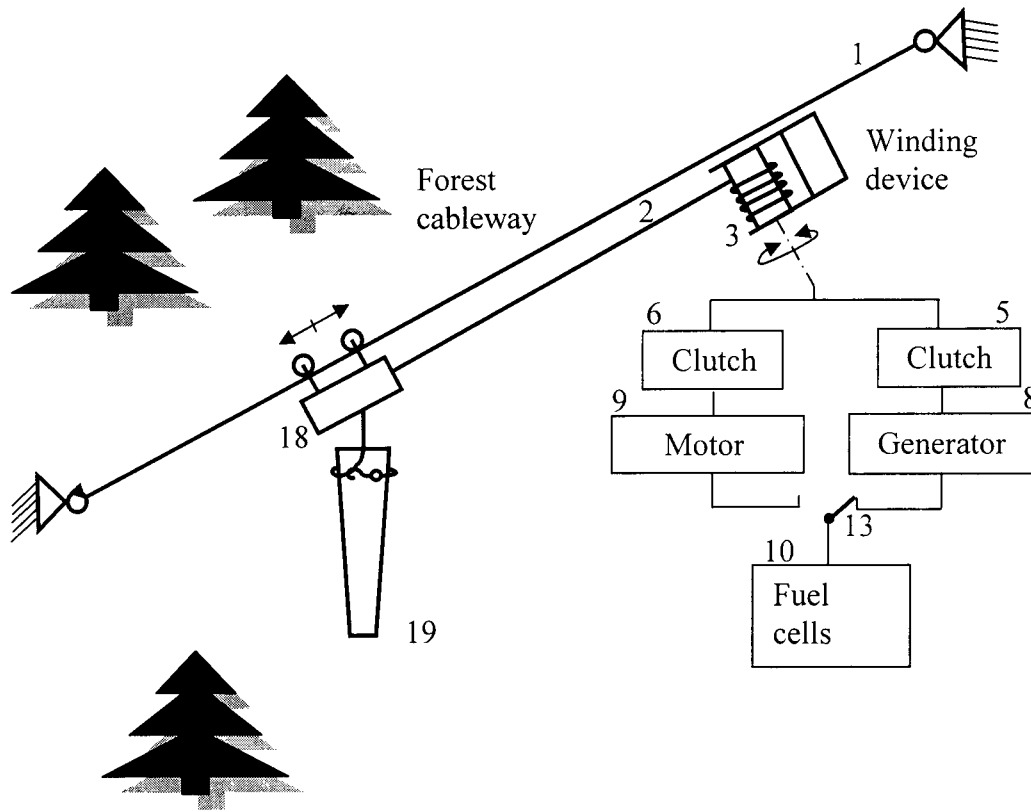 1
Winding
device
Forest
cableway
2
3
6
5
Clutch
Clutch
9
8
18
Motor
Generator
13
10
Fuel
cells
19